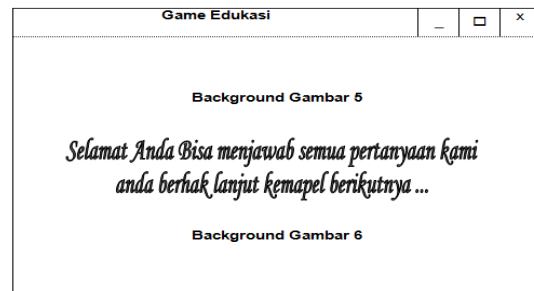 Game Edukasi _ □ x
Background Gambar 5
Selamat Anda Bisa menjawab semua pertanyaan kami
anda berhak lanjut kemapel berikutnya ...
Background Gambar 6